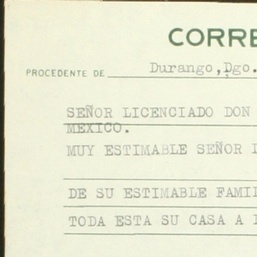 CORRE
PROCEDENTE DE Durango, Dgo.
SEÑOR LICENCIADO DON
MEXICO.
MUY ESTIMABLE SEÑOR
DE SU ESTIMABLE FAMI
TODA ESTA SU CASA A